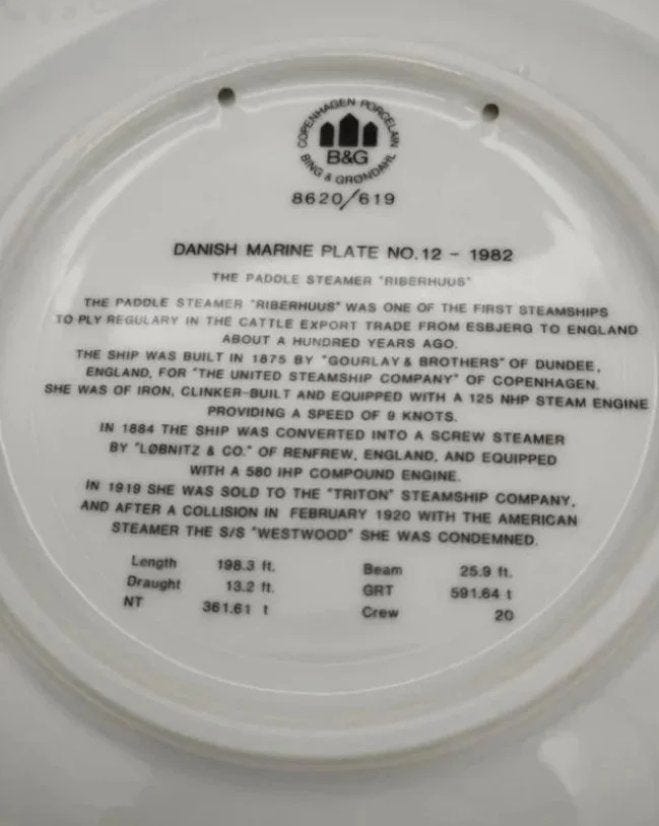 COPENHAGEN PORCELAIN
B&G
BING & GRØNDAHL
8620/619
DANISH MARINE PLATE NO. 12 - 1982
THE PADDLE STEAMER "RIBERHUUS"
THE PADDLE STEAMER "RIBERHUUS" WAS ONE OF THE FIRST STEAMSHIPS
TO PLY REGULARY IN THE CATTLE EXPORT TRADE FROM ESBJERG TO ENGLAND
ABOUT A HUNDRED YEARS AGO.
THE SHIP WAS BUILT IN 1875 BY "GOURLAY & BROTHERS" OF DUNDEE,
ENGLAND, FOR "THE UNITED STEAMSHIP COMPANY" OF COPENHAGEN.
SHE WAS OF IRON, CLINKER-BUILT AND EQUIPPED WITH A 125 NHP STEAM ENGINE
PROVIDING A SPEED OF 9 KNOTS.
IN 1884 THE SHIP WAS CONVERTED INTO A SCREW STEAMER
BY "LØBNITZ & CO." OF RENFREW, ENGLAND, AND EQUIPPED
WITH A 580 IHP COMPOUND ENGINE.
IN 1919 SHE WAS SOLD TO THE "TRITON" STEAMSHIP COMPANY,
AND AFTER A COLLISION IN FEBRUARY 1920 WITH THE AMERICAN
STEAMER THE S/S "WESTWOOD" SHE WAS CONDEMNED.
Length 198.3 ft. Beam 25.9 ft.
Draught 13.2 ft. GRT 591.64 t
NT 361.61 t Crew 20